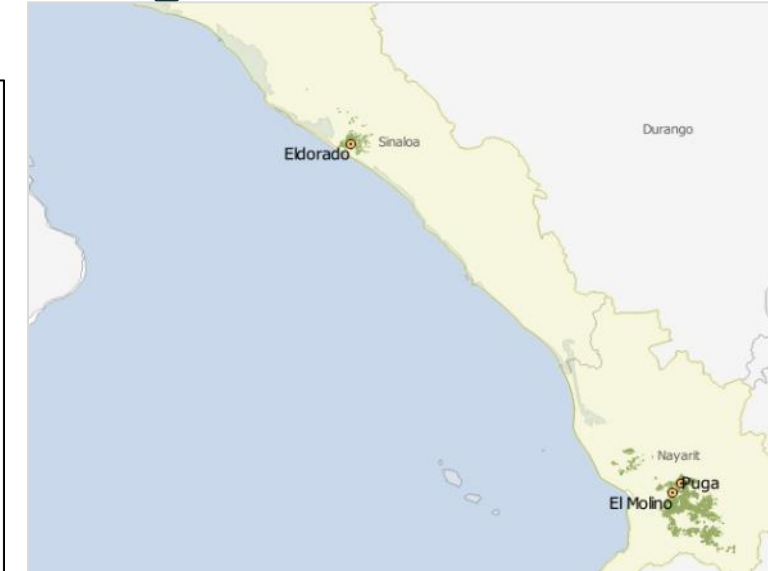 Durango
Sinaloa
Eldorado
Nayarit
Puga
El Molino